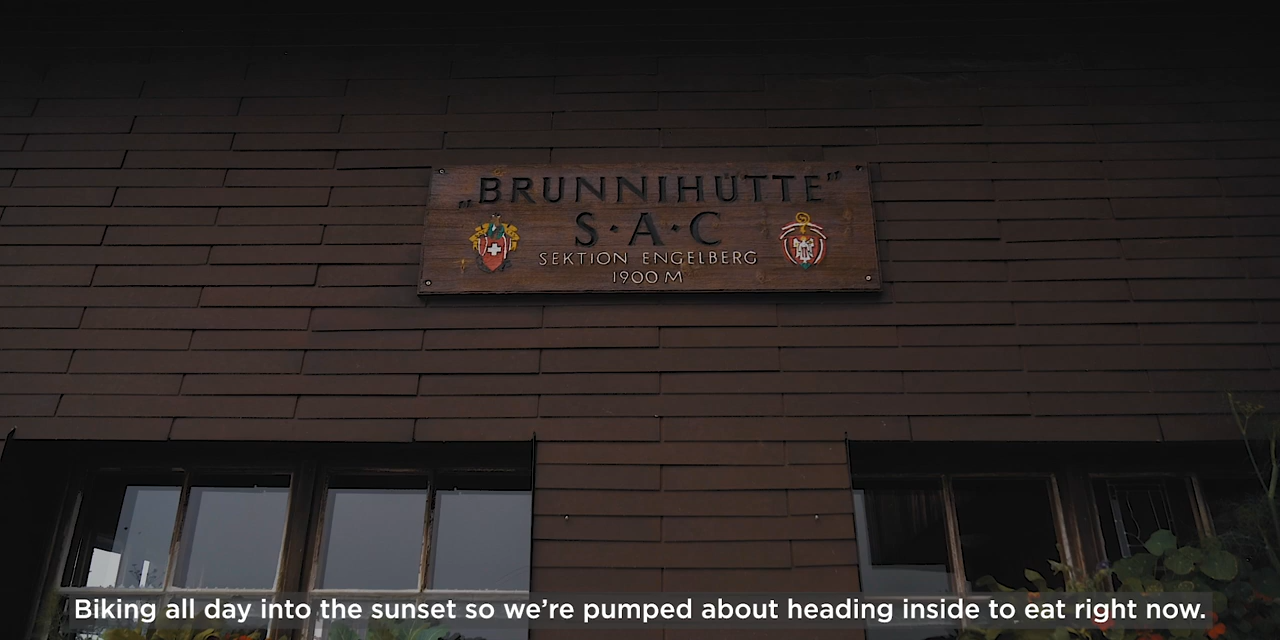 „BRUNNIHÜTTE"
S·A·C
SEKTION ENGELBERG
1900 M
Biking all day into the sunset so we're pumped about heading inside to eat right now.